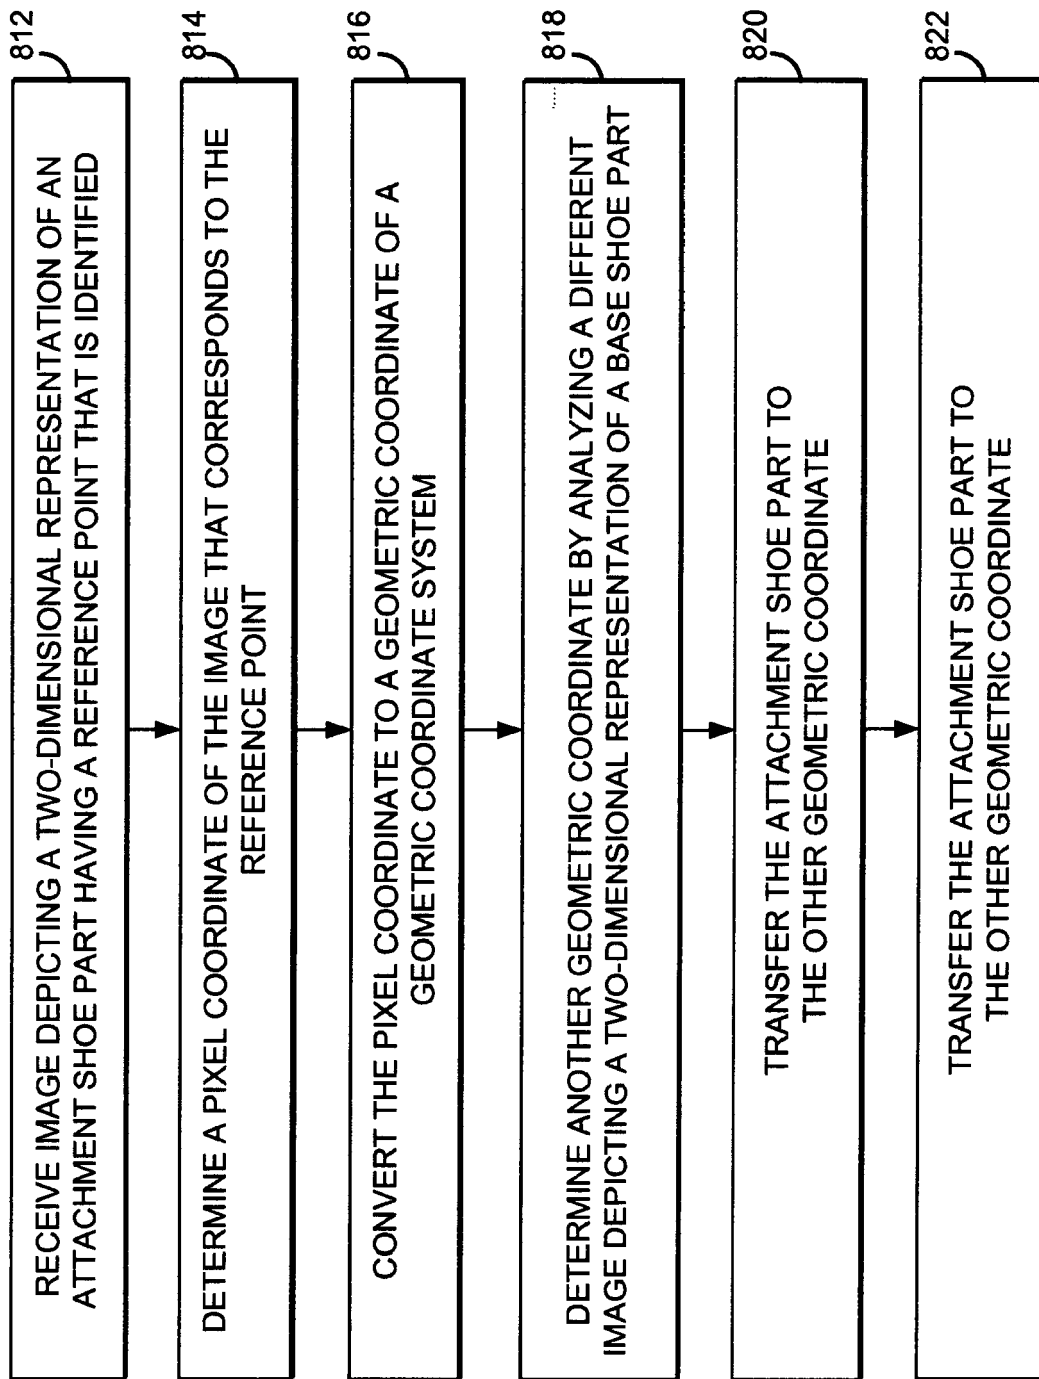 812
RECEIVE IMAGE DEPICTING A TWO-DIMENSIONAL REPRESENTATION OF AN
ATTACHMENT SHOE PART HAVING A REFERENCE POINT THAT IS IDENTIFIED
814
DETERMINE A PIXEL COORDINATE OF THE IMAGE THAT CORRESPONDS TO THE
REFERENCE POINT
816
CONVERT THE PIXEL COORDINATE TO A GEOMETRIC COORDINATE OF A
GEOMETRIC COORDINATE SYSTEM
818
DETERMINE ANOTHER GEOMETRIC COORDINATE BY ANALYZING A DIFFERENT
IMAGE DEPICTING A TWO-DIMENSIONAL REPRESENTATION OF A BASE SHOE PART
820
TRANSFER THE ATTACHMENT SHOE PART TO
THE OTHER GEOMETRIC COORDINATE
822
TRANSFER THE ATTACHMENT SHOE PART TO
THE OTHER GEOMETRIC COORDINATE